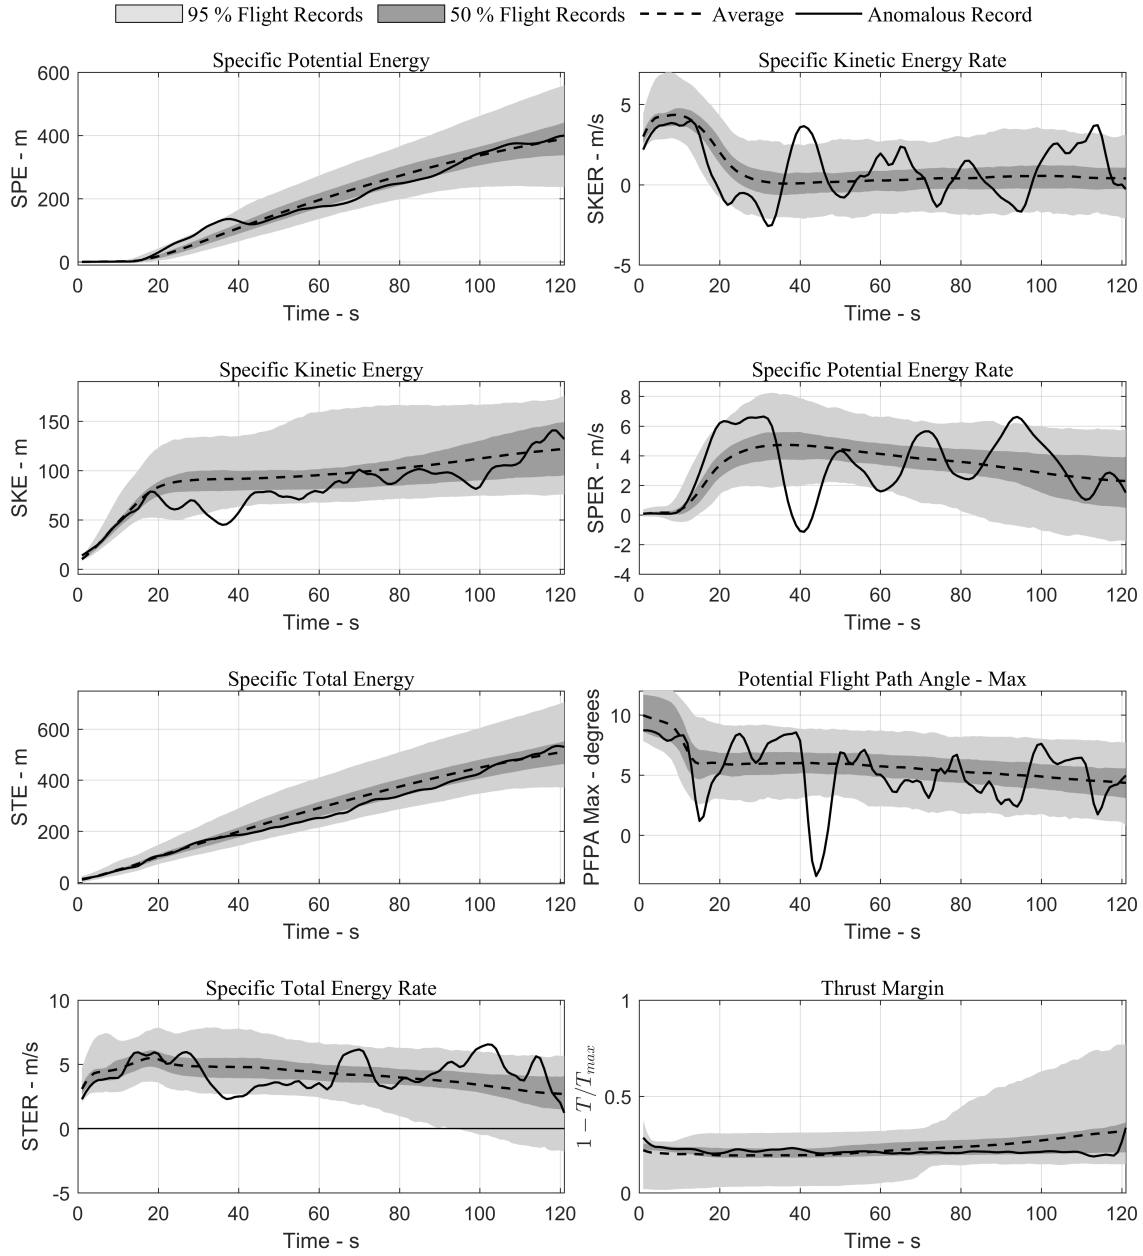 95 % Flight Records 50 % Flight Records Average Anomalous Record
Specific Potential Energy
SPE - m
600
400
200
0
0 20 40 60 80 100 120
Time - s
Specific Kinetic Energy Rate
SKER - m/s
5
0
-5
0 20 40 60 80 100 120
Time - s
Specific Kinetic Energy
SKE - m
150
100
50
0
0 20 40 60 80 100 120
Time - s
Specific Potential Energy Rate
SPER - m/s
8
6
4
2
0
-2
-4
0 20 40 60 80 100 120
Time - s
Specific Total Energy
STE - m
600
400
200
0
0 20 40 60 80 100 120
Time - s
Potential Flight Path Angle - Max
PFPA Max - degrees
10
5
0
0 20 40 60 80 100 120
Time - s
Specific Total Energy Rate
STER - m/s
10
5
0
-5
0 20 40 60 80 100 120
Time - s
Thrust Margin
1 − T/Tmax
1
0.5
0
0 20 40 60 80 100 120
Time - s